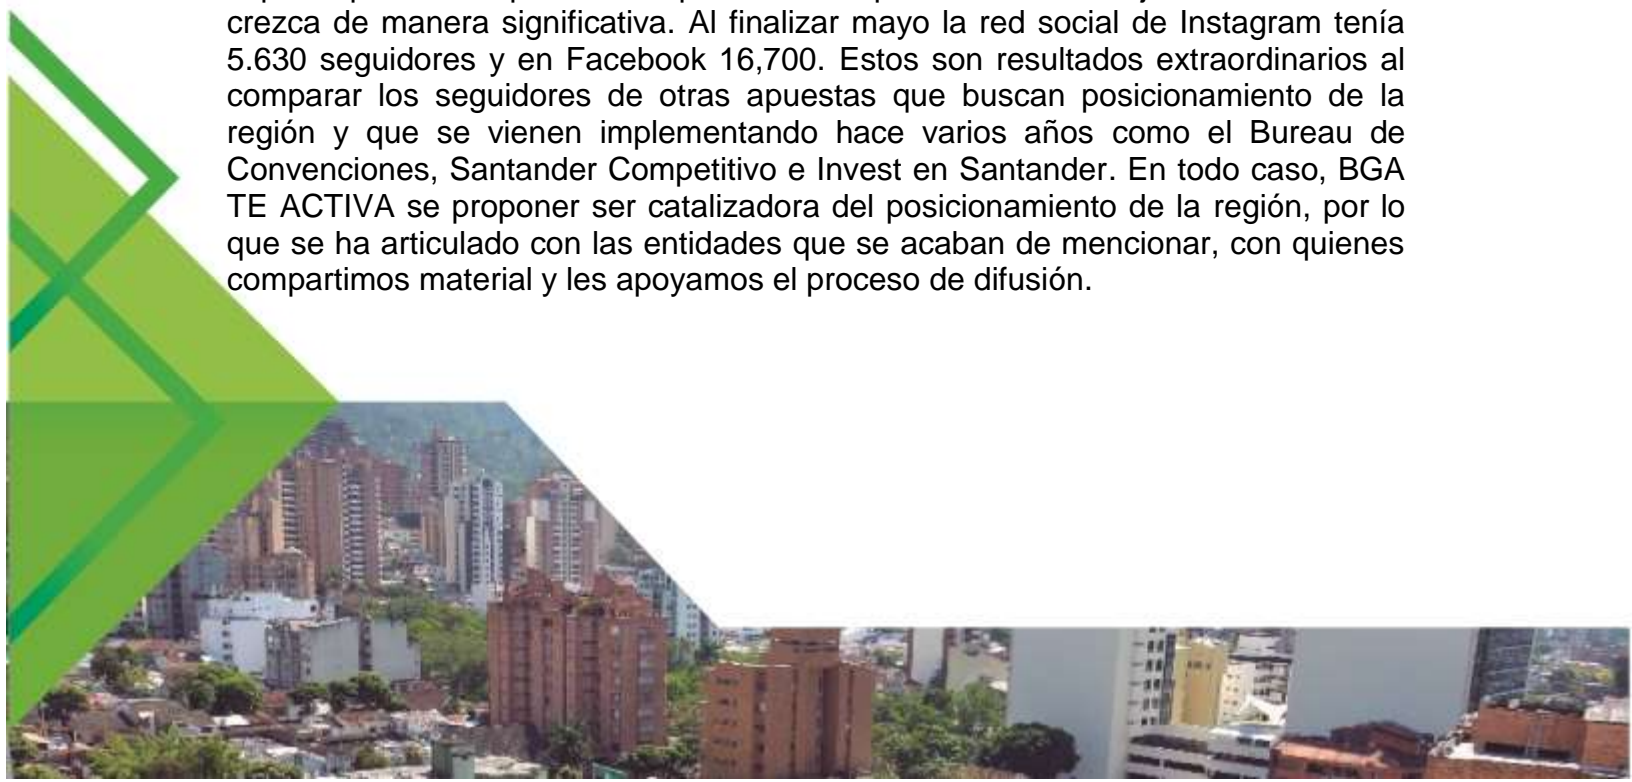 crezca de manera significativa. Al finalizar mayo la red social de Instagram tenía
5.630 seguidores y en Facebook 16,700. Estos son resultados extraordinarios al
comparar los seguidores de otras apuestas que buscan posicionamiento de la
región y que se vienen implementando hace varios años como el Bureau de
Convenciones, Santander Competitivo e Invest en Santander. En todo caso, BGA
TE ACTIVA se proponer ser catalizadora del posicionamiento de la región, por lo
que se ha articulado con las entidades que se acaban de mencionar, con quienes
compartimos material y les apoyamos el proceso de difusión.